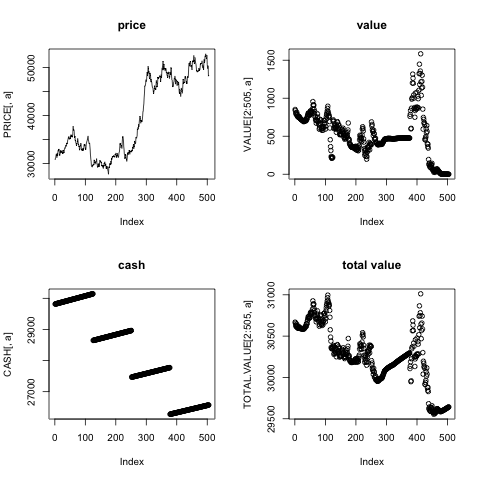 price
PRICE[, a]
30000 40000 50000
0 100 200 300 400 500
Index
value
VALUE[2:505, a]
0 500 1000 1500
0 100 200 300 400 500
Index
cash
CASH[, a]
27000 29000
0 100 200 300 400 500
Index
total value
TOTAL.VALUE[2:505, a]
29500 30000 30500 31000
0 100 200 300 400 500
Index